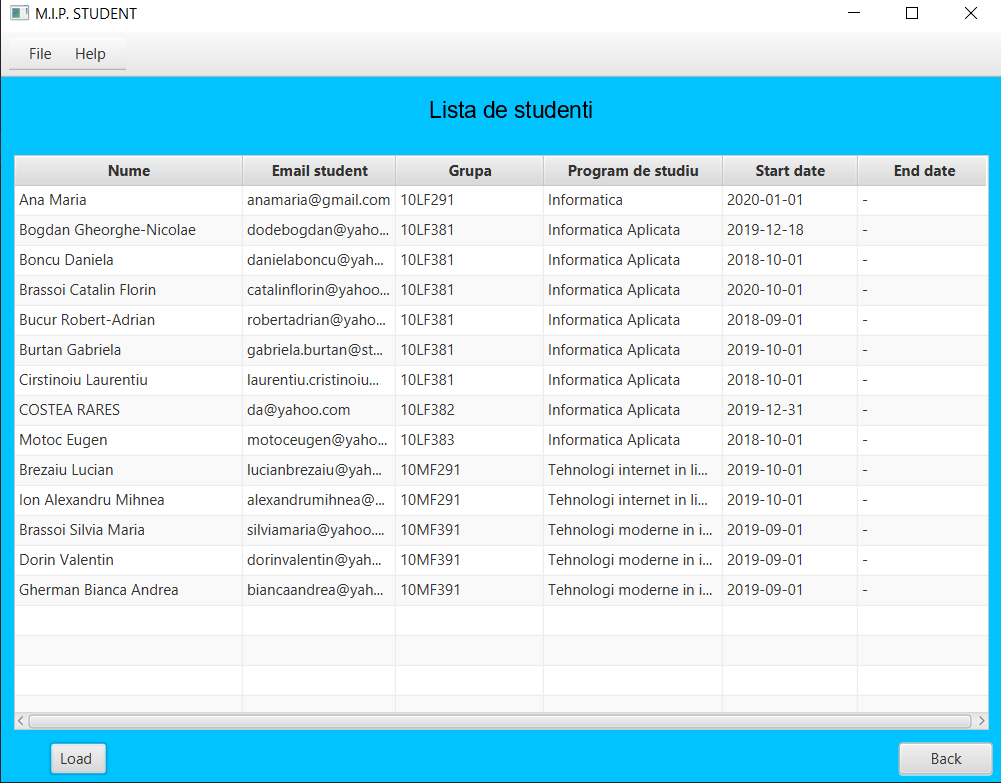 M.I.P. STUDENT
File Help
Lista de studenti
Nume Email student Grupa Program de studiu Start date End date
Ana Maria anamaria@gmail.com 10LF291 Informatica 2020-01-01 -
Bogdan Gheorghe-Nicolae dodebogdan@yaho... 10LF381 Informatica Aplicata 2019-12-18 -
Boncu Daniela danielaboncu@yah... 10LF381 Informatica Aplicata 2018-10-01 -
Brassoi Catalin Florin catalinflorin@yahoo... 10LF381 Informatica Aplicata 2020-10-01 -
Bucur Robert-Adrian robertadrian@yaho... 10LF381 Informatica Aplicata 2018-09-01 -
Burtan Gabriela gabriela.burtan@st... 10LF381 Informatica Aplicata 2019-10-01 -
Cirstinoiu Laurentiu laurentiu.cristinoiu... 10LF381 Informatica Aplicata 2018-10-01 -
COSTEA RARES da@yahoo.com 10LF382 Informatica Aplicata 2019-12-31 -
Motoc Eugen motoceugen@yaho... 10LF383 Informatica Aplicata 2018-10-01 -
Brezaiu Lucian lucianbrezaiu@yah... 10MF291 Tehnologi internet in li... 2019-10-01 -
Ion Alexandru Mihnea alexandrumihnea@... 10MF291 Tehnologi internet in li... 2019-10-01 -
Brassoi Silvia Maria silviamaria@yahoo.... 10MF391 Tehnologi moderne in i... 2019-09-01 -
Dorin Valentin dorinvalentin@yah... 10MF391 Tehnologi moderne in i... 2019-09-01 -
Gherman Bianca Andrea biancaandrea@yah... 10MF391 Tehnologi moderne in i... 2019-09-01 -
Load Back